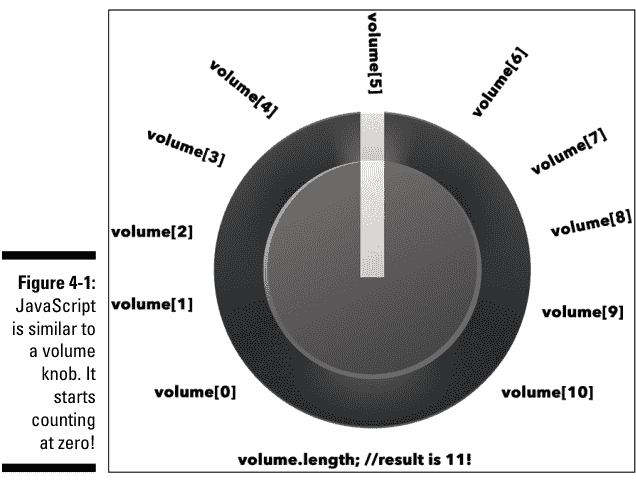 Figure 4-1:
JavaScript
is similar to
a volume
knob. It
starts
counting
at zero!
volume[0]
volume[1]
volume[2]
volume[3]
volume[4]
volume[5]
volume[6]
volume[7]
volume[8]
volume[9]
volume[10]
volume.length; //result is 11!